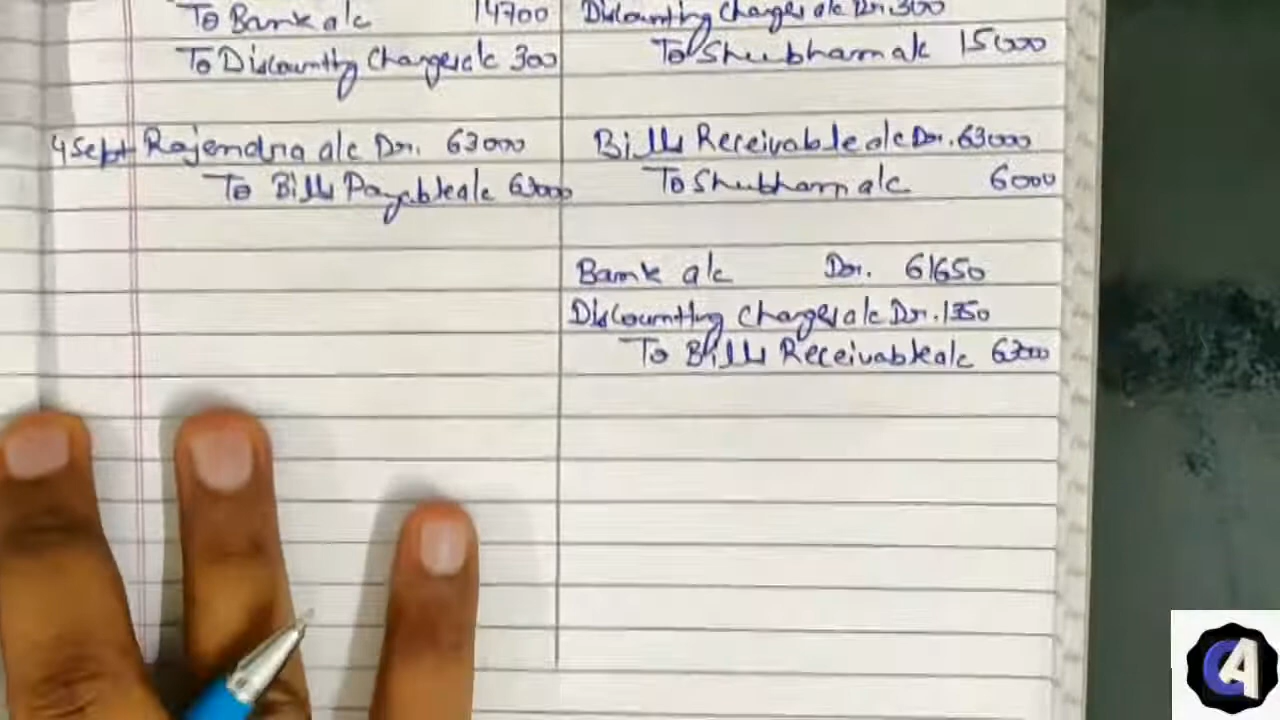 To Bank a/c 14700
To Discounting Charges a/c 300
4 Sept Rajendra a/c Dr. 63000
To Bills Payable a/c 63000
Discounting Charges a/c Dr. 300
To Shubham a/c 15000
Bills Receivable a/c Dr. 63000
To Shubham a/c 6000
Bank a/c Dr. 61650
Discounting Charges a/c Dr. 1350
To Bills Receivable a/c 63000
CA